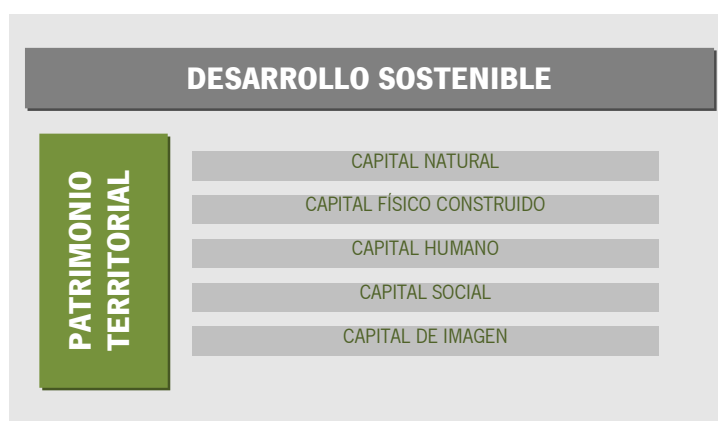 DESARROLLO SOSTENIBLE
PATRIMONIO
TERRITORIAL
CAPITAL NATURAL
CAPITAL FÍSICO CONSTRUIDO
CAPITAL HUMANO
CAPITAL SOCIAL
CAPITAL DE IMAGEN